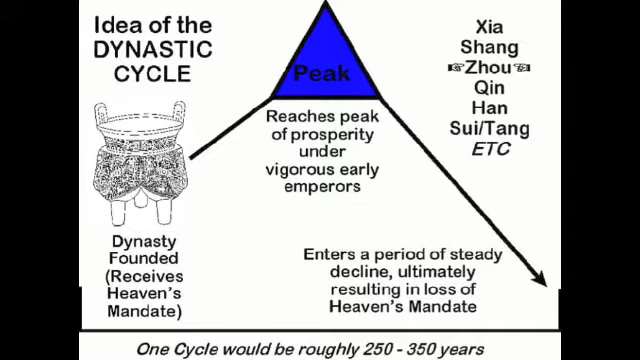 Idea of the
DYNASTIC
CYCLE
Peak
Xia
Shang
☞Zhou☜
Qin
Han
Sui/Tang
ETC
Reaches peak
of prosperity
under
vigorous early
emperors
Dynasty
Founded
(Receives
Heaven's
Mandate)
Enters a period of steady
decline, ultimately
resulting in loss of
Heaven's Mandate
One Cycle would be roughly 250 - 350 years